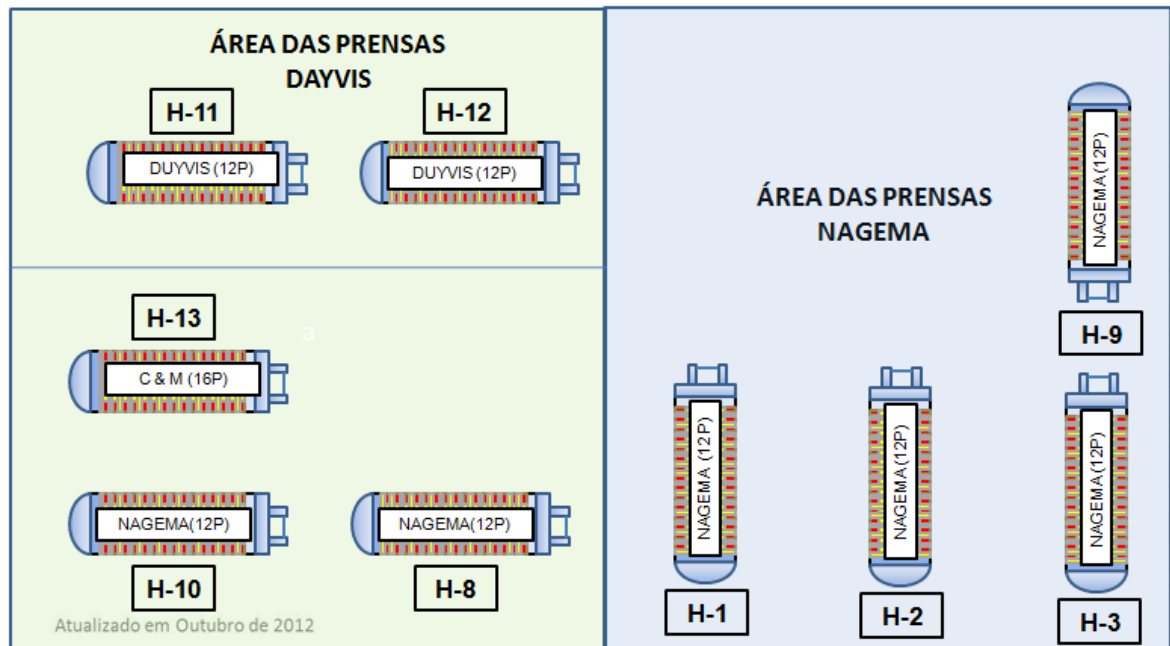 ÁREA DAS PRENSAS
DAYVIS
H-11
H-12
DUYVIS (12P)
DUYVIS (12P)
H-13
a
C & M (16P)
NAGEMA(12P)
NAGEMA(12P)
H-10
H-8
Atualizado em Outubro de 2012
ÁREA DAS PRENSAS
NAGEMA
NAGEMA (12P)
H-9
NAGEMA (12P)
NAGEMA (12P)
NAGEMA (12P)
H-1
H-2
H-3